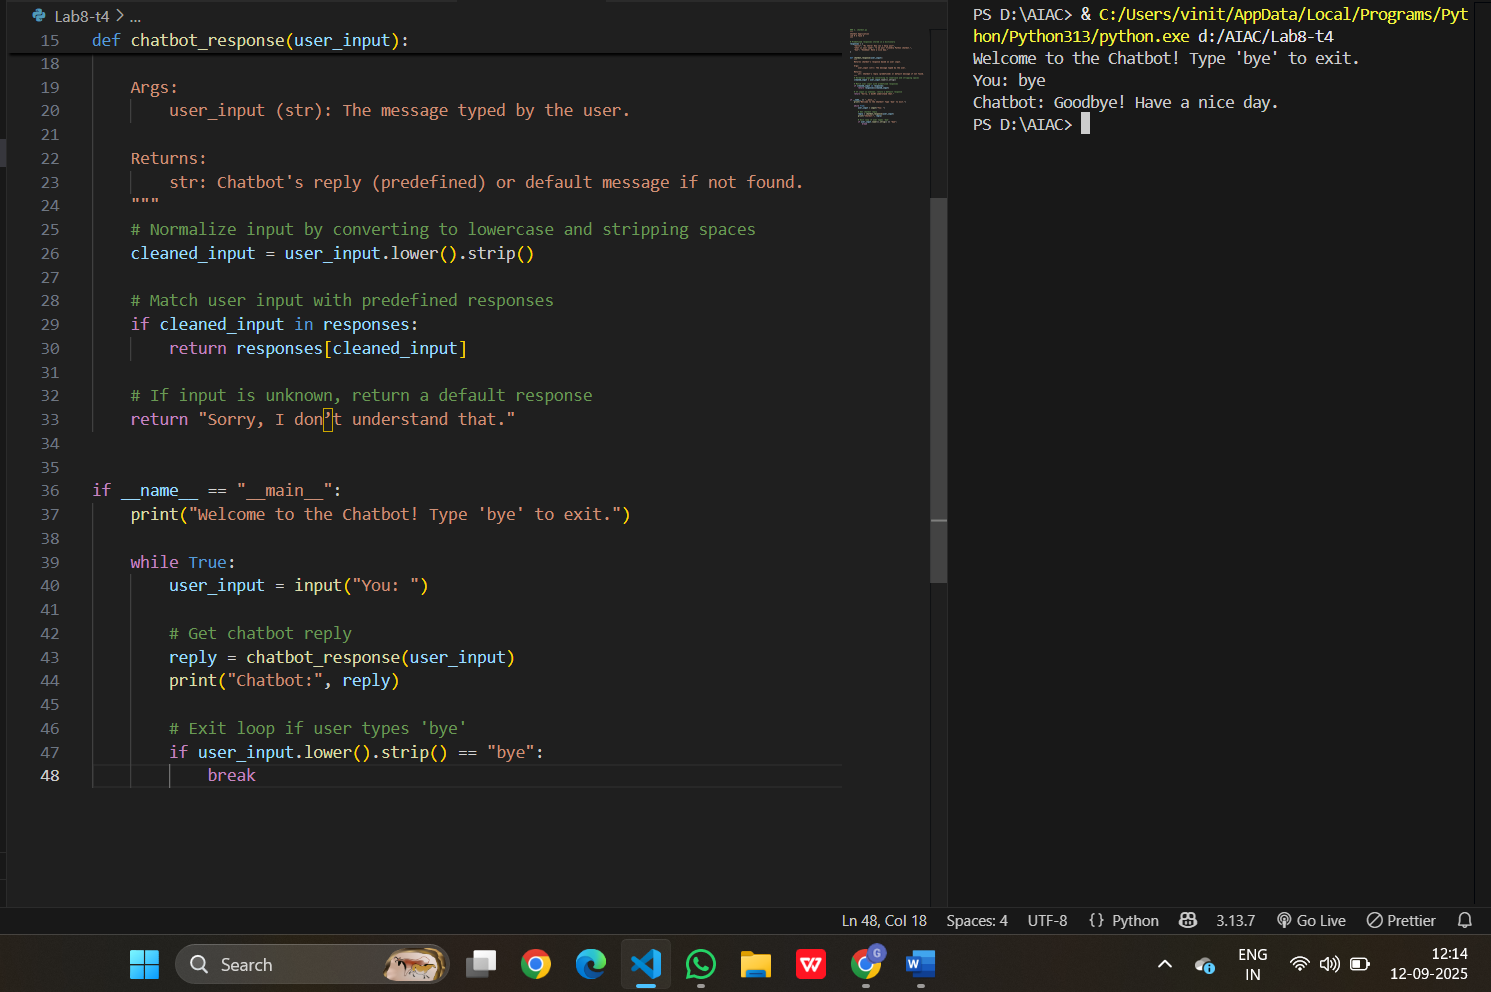 Lab8-t4 > ...
15 def chatbot_response(user_input):
18
19 Args:
20 user_input (str): The message typed by the user.
21
22 Returns:
23 str: Chatbot's reply (predefined) or default message if not found.
24 """
25 # Normalize input by converting to lowercase and stripping spaces
26 cleaned_input = user_input.lower().strip()
27
28 # Match user input with predefined responses
29 if cleaned_input in responses:
30 return responses[cleaned_input]
31
32 # If input is unknown, return a default response
33 return "Sorry, I don’t understand that."
34
35
36 if __name__ == "__main__":
37 print("Welcome to the Chatbot! Type 'bye' to exit.")
38
39 while True:
40 user_input = input("You: ")
41
42 # Get chatbot reply
43 reply = chatbot_response(user_input)
44 print("Chatbot:", reply)
45
46 # Exit loop if user types 'bye'
47 if user_input.lower().strip() == "bye":
48 break
PS D:\AIAC> & C:/Users/vinit/AppData/Local/Programs/Pyt
hon/Python313/python.exe d:/AIAC/Lab8-t4
Welcome to the Chatbot! Type 'bye' to exit.
You: bye
Chatbot: Goodbye! Have a nice day.
PS D:\AIAC>
Ln 48, Col 18 Spaces: 4 UTF-8 {} Python 3.13.7 Go Live Prettier
Search
W
G
W
ENG
IN
12:14
12-09-2025